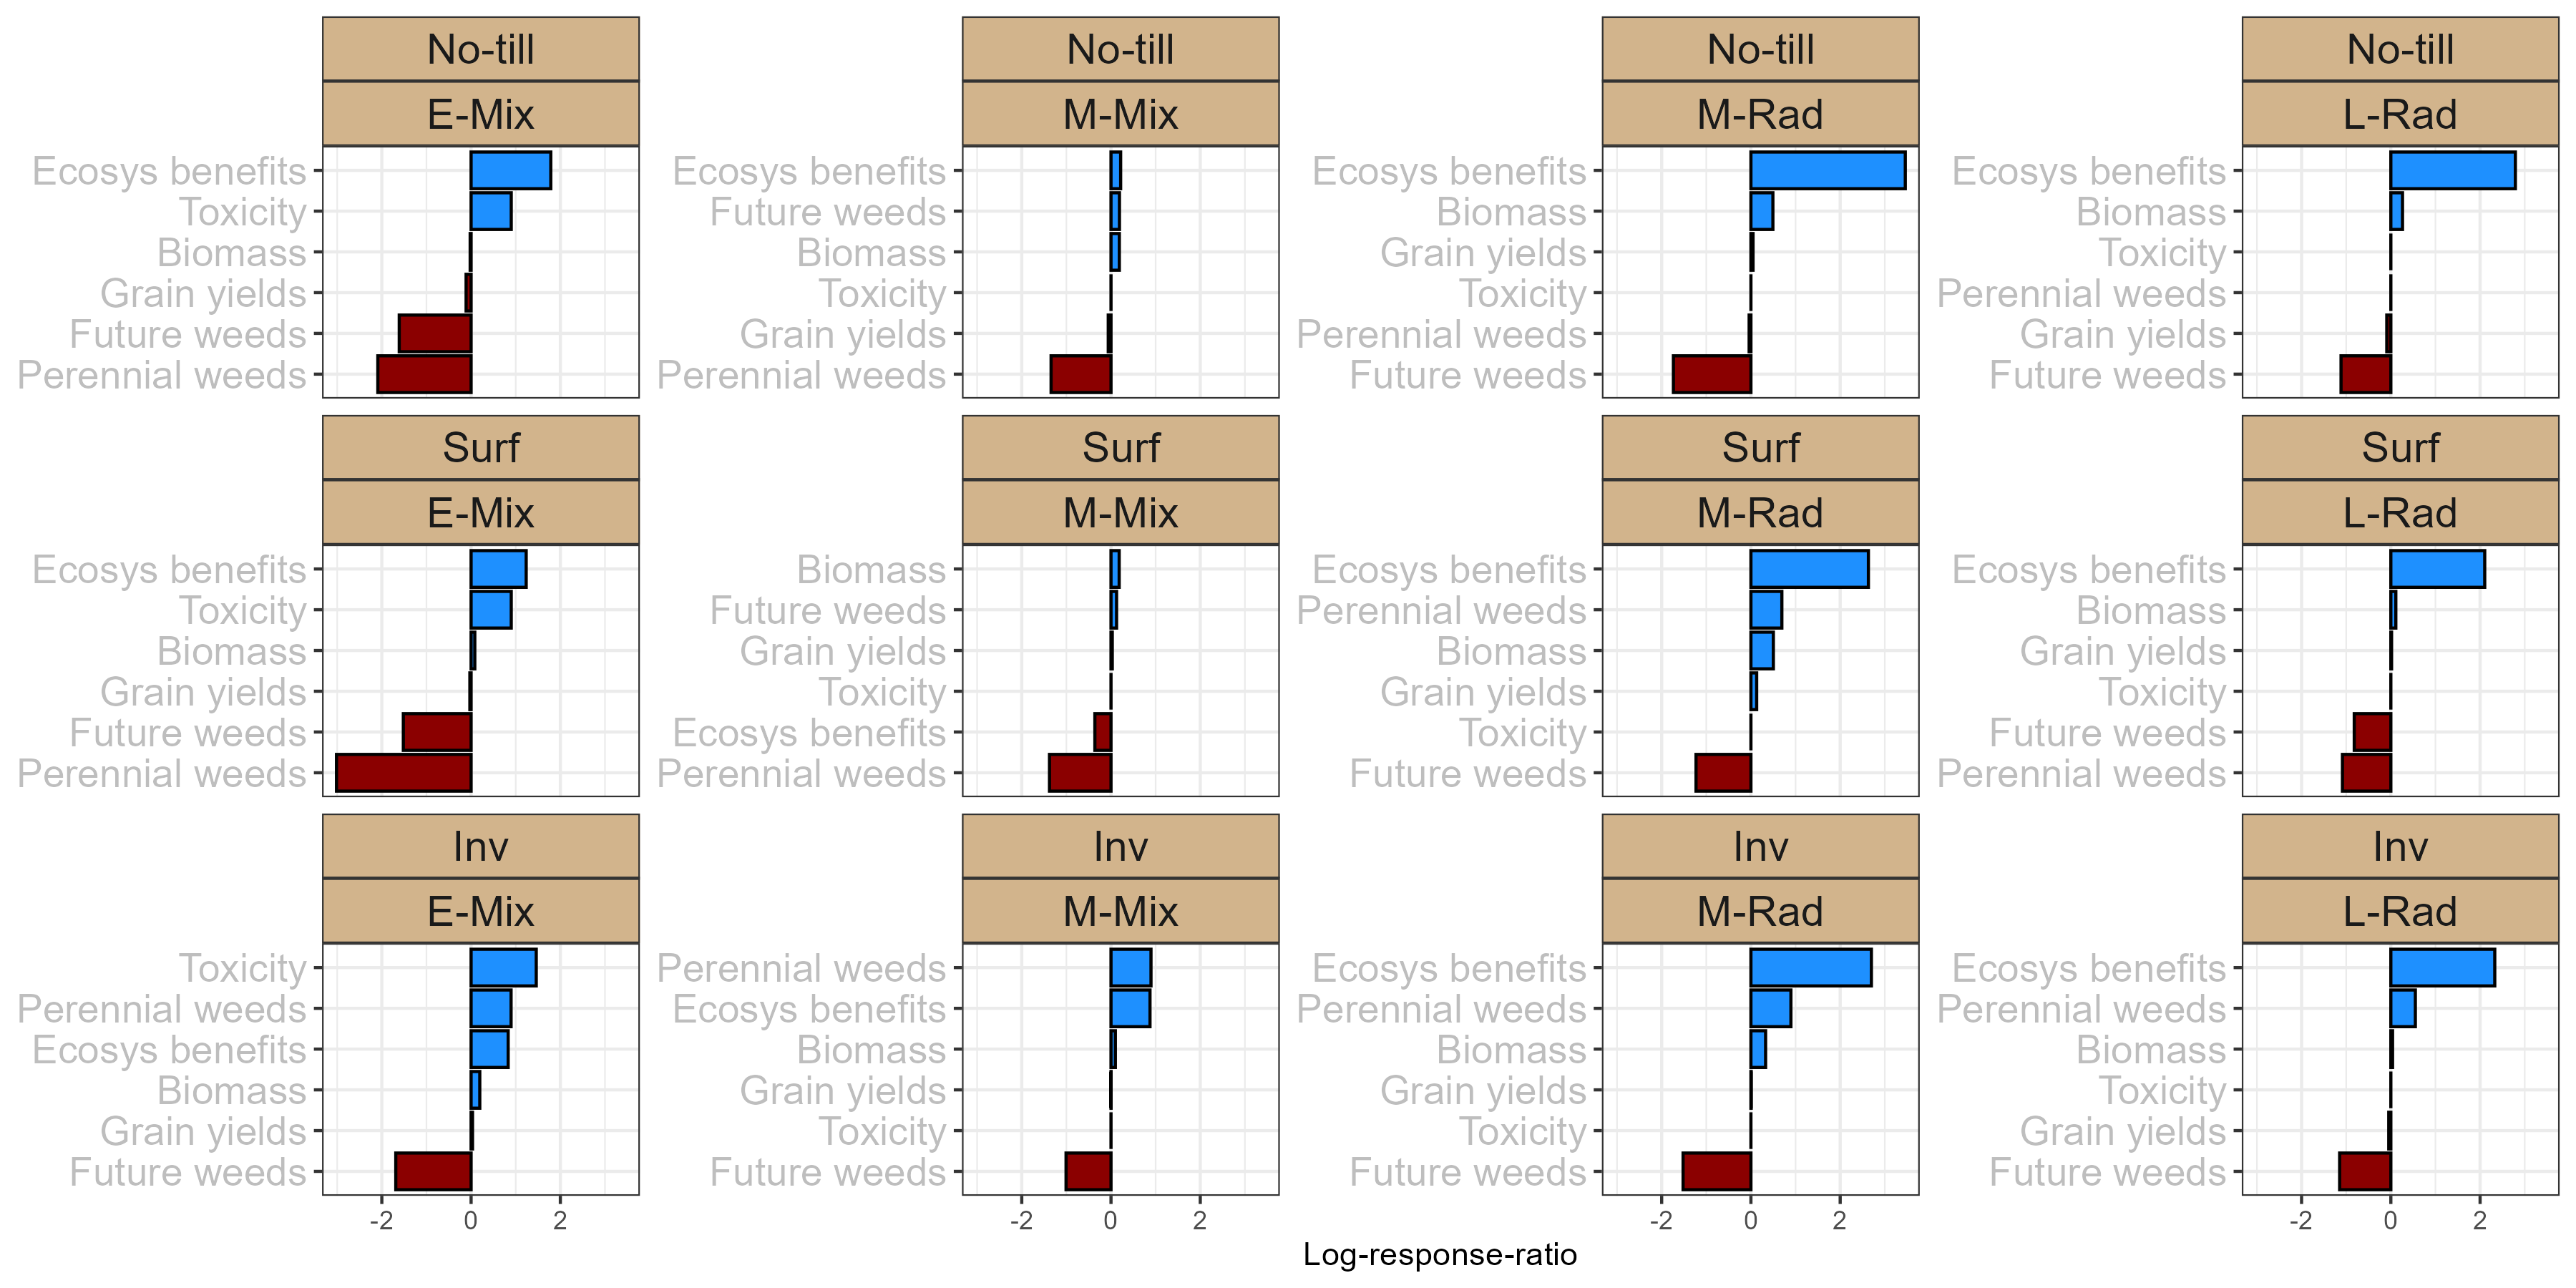 No-till
E-Mix
Ecosys benefits
Toxicity
Biomass
Grain yields
Future weeds
Perennial weeds
No-till
M-Mix
Ecosys benefits
Future weeds
Biomass
Toxicity
Grain yields
Perennial weeds
No-till
M-Rad
Ecosys benefits
Biomass
Grain yields
Toxicity
Perennial weeds
Future weeds
No-till
L-Rad
Ecosys benefits
Biomass
Toxicity
Perennial weeds
Grain yields
Future weeds
Surf
E-Mix
Ecosys benefits
Toxicity
Biomass
Grain yields
Future weeds
Perennial weeds
Surf
M-Mix
Biomass
Future weeds
Grain yields
Toxicity
Ecosys benefits
Perennial weeds
Surf
M-Rad
Ecosys benefits
Perennial weeds
Biomass
Grain yields
Toxicity
Future weeds
Surf
L-Rad
Ecosys benefits
Biomass
Grain yields
Toxicity
Future weeds
Perennial weeds
Inv
E-Mix
Toxicity
Perennial weeds
Ecosys benefits
Biomass
Grain yields
Future weeds
-2 0 2
Inv
M-Mix
Perennial weeds
Ecosys benefits
Biomass
Grain yields
Toxicity
Future weeds
-2 0 2
Inv
M-Rad
Ecosys benefits
Perennial weeds
Biomass
Grain yields
Toxicity
Future weeds
-2 0 2
Inv
L-Rad
Ecosys benefits
Perennial weeds
Biomass
Toxicity
Grain yields
Future weeds
-2 0 2
Log-response-ratio